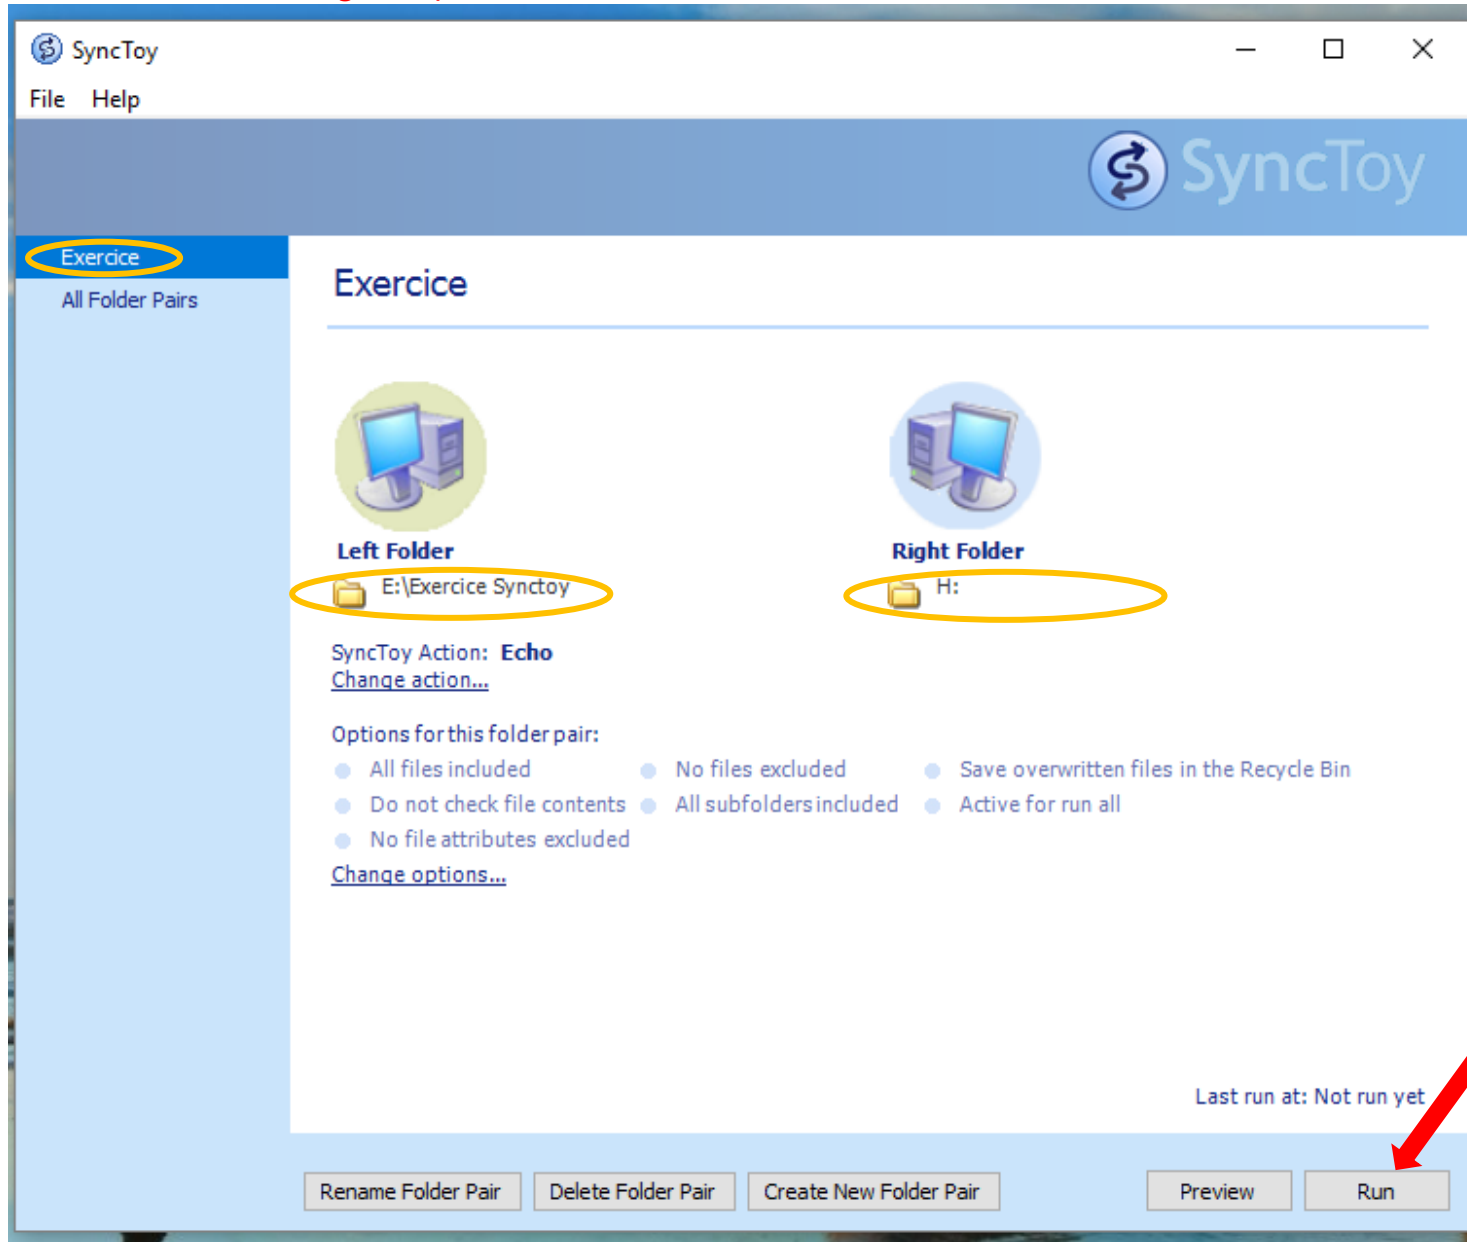 SyncToy
File Help
SyncToy
Exercice
All Folder Pairs
Exercice
Left Folder
E:\Exercice Synctoy
Right Folder
H:
SyncToy Action: Echo
Change action...
Options for this folder pair:
All files included No files excluded Save overwritten files in the Recycle Bin
Do not check file contents All subfolders included Active for run all
No file attributes excluded
Change options...
Last run at: Not run yet
Rename Folder Pair Delete Folder Pair Create New Folder Pair Preview Run